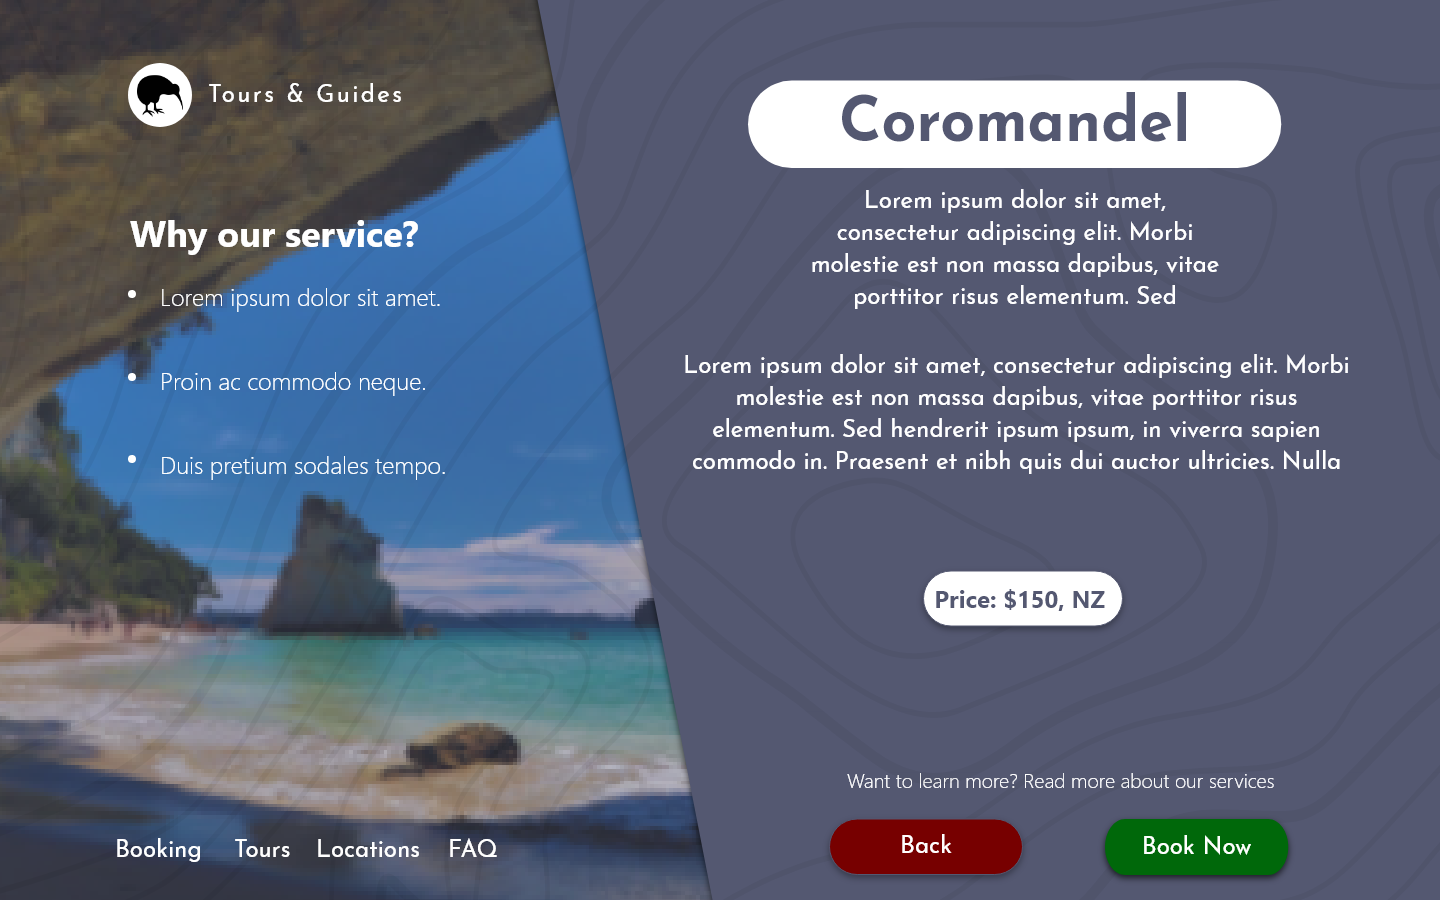 Tours & Guides
Why our service?
• Lorem ipsum dolor sit amet.
• Proin ac commodo neque.
• Duis pretium sodales tempo.
Booking Tours Locations FAQ
Coromandel
Lorem ipsum dolor sit amet,
consectetur adipiscing elit. Morbi
molestie est non massa dapibus, vitae
porttitor risus elementum. Sed
Lorem ipsum dolor sit amet, consectetur adipiscing elit. Morbi
molestie est non massa dapibus, vitae porttitor risus
elementum. Sed hendrerit ipsum ipsum, in viverra sapien
commodo in. Praesent et nibh quis dui auctor ultricies. Nulla
Price: $150, NZ
Want to learn more? Read more about our services
Back
Book Now